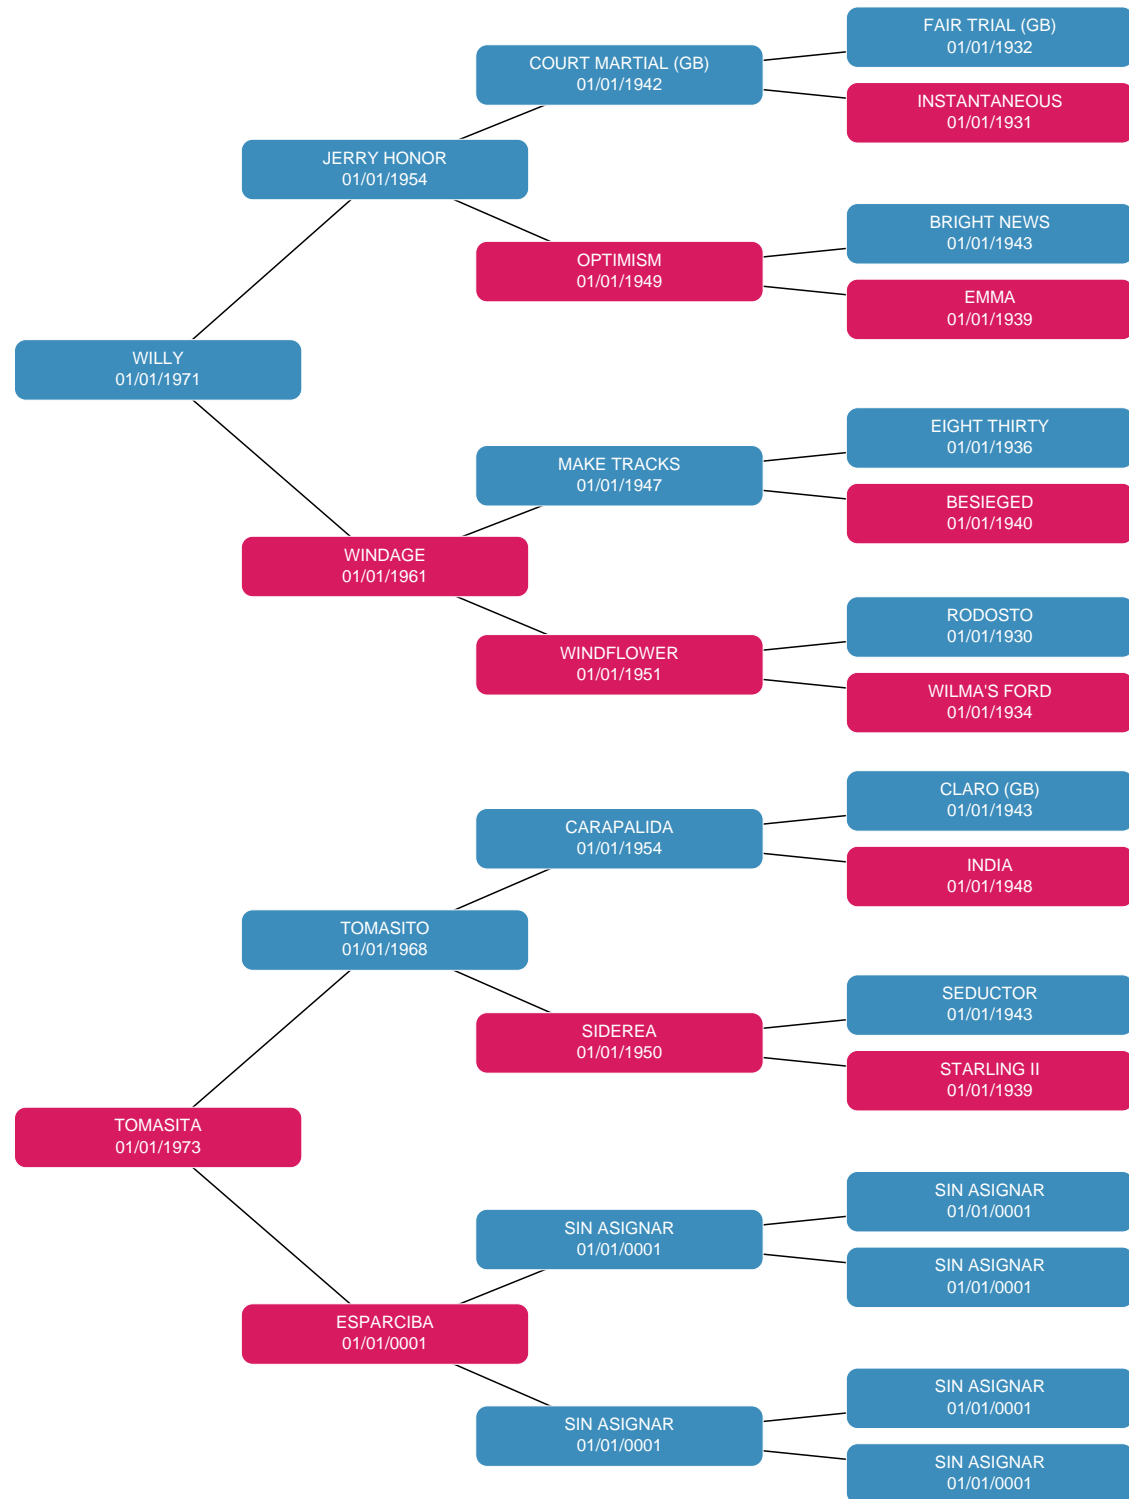 FAIR TRIAL (GB)
01/01/1932
COURT MARTIAL (GB)
01/01/1942
INSTANTANEOUS
01/01/1931
JERRY HONOR
01/01/1954
BRIGHT NEWS
01/01/1943
OPTIMISM
01/01/1949
EMMA
01/01/1939
WILLY
01/01/1971
EIGHT THIRTY
01/01/1936
MAKE TRACKS
01/01/1947
BESIEGED
01/01/1940
WINDAGE
01/01/1961
RODOSTO
01/01/1930
WINDFLOWER
01/01/1951
WILMA'S FORD
01/01/1934
CLARO (GB)
01/01/1943
CARAPALIDA
01/01/1954
INDIA
01/01/1948
TOMASITO
01/01/1968
SEDUCTOR
01/01/1943
SIDEREA
01/01/1950
STARLING II
01/01/1939
TOMASITA
01/01/1973
SIN ASIGNAR
01/01/0001
SIN ASIGNAR
01/01/0001
SIN ASIGNAR
01/01/0001
ESPARCIBA
01/01/0001
SIN ASIGNAR
01/01/0001
SIN ASIGNAR
01/01/0001
SIN ASIGNAR
01/01/0001